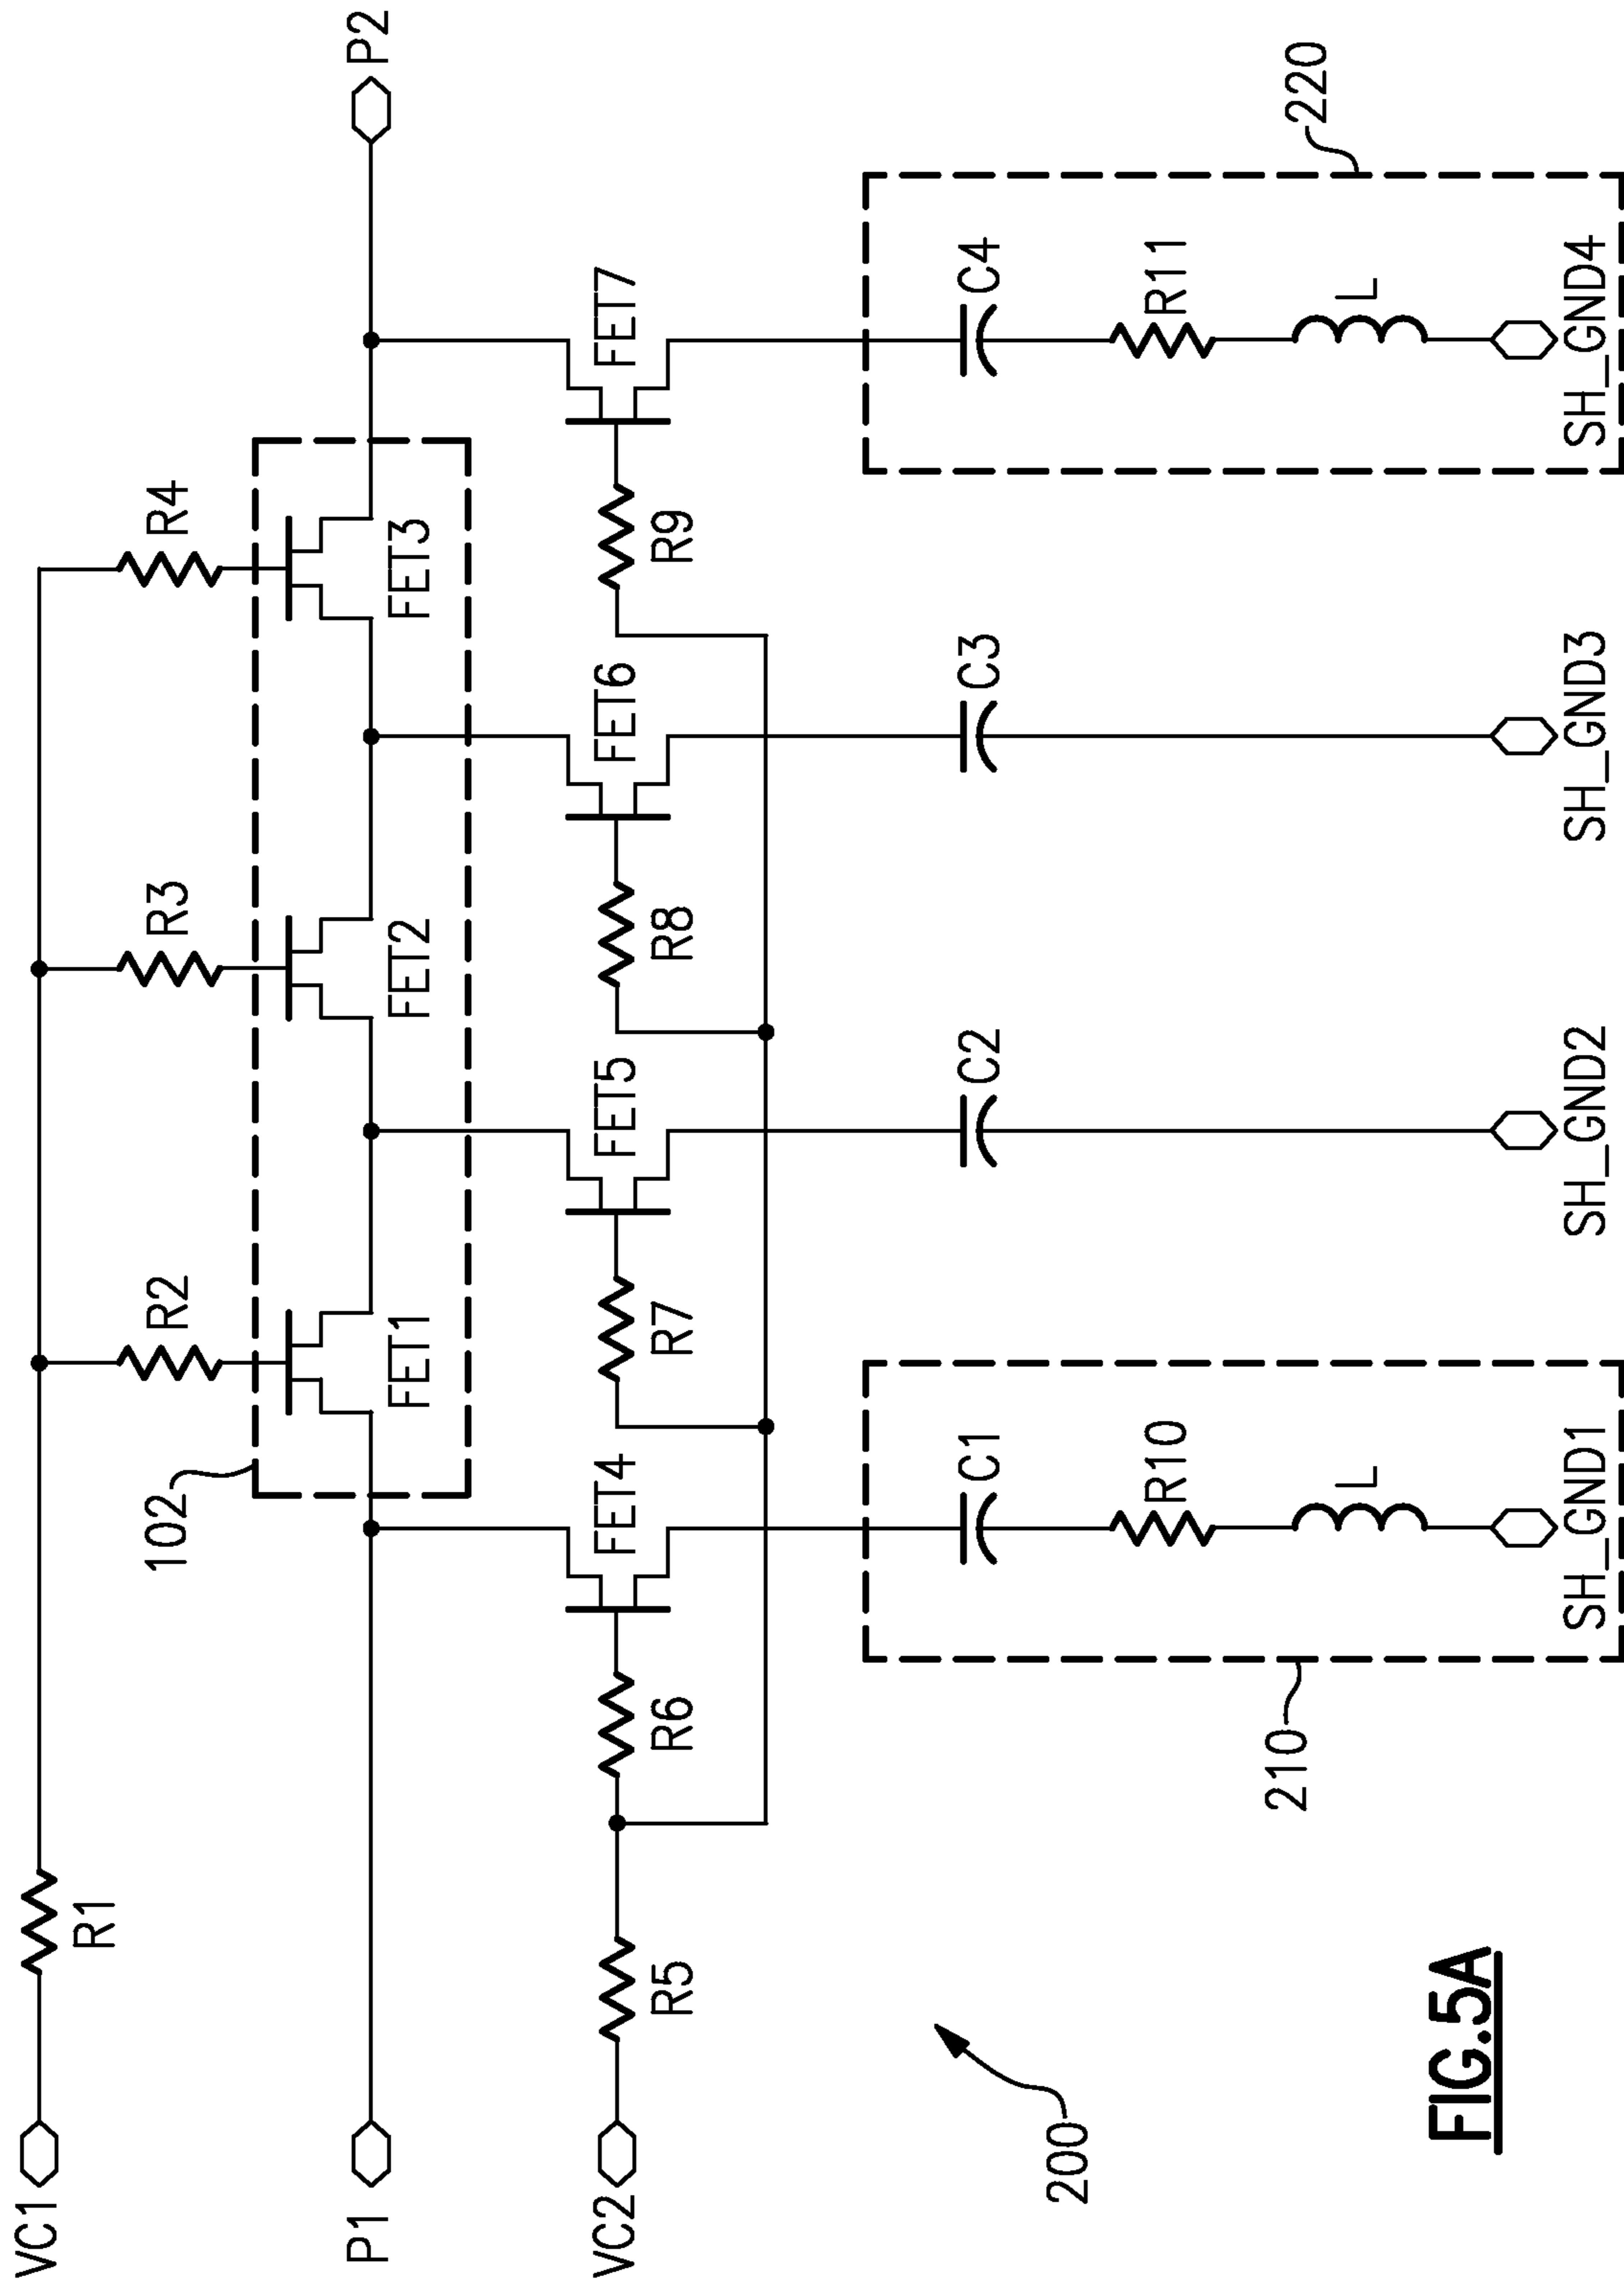 VC1
R1
R2
R3
R4
102
P1
P2
FET1
FET2
FET3
FET4
FET5
FET6
FET7
VC2
R5
R6
R7
R8
R9
200
C1
C2
C3
C4
R10
R11
210
220
L
L
SH_GND1
SH_GND2
SH_GND3
SH_GND4
FIG.5A